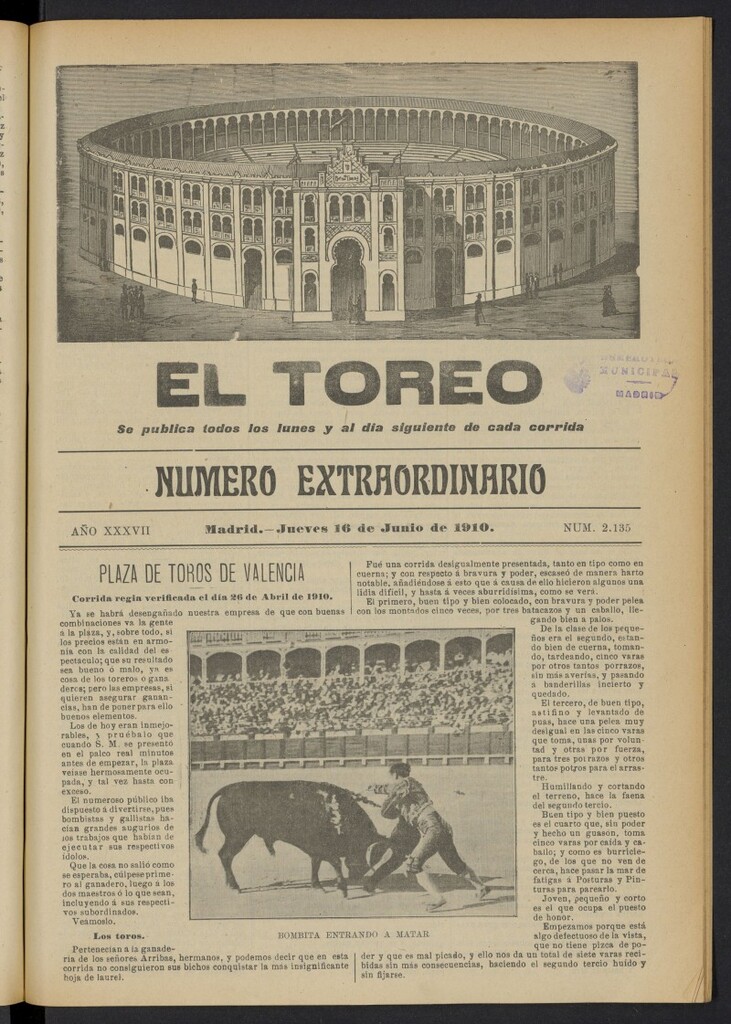 EL TOREO
MUNICIPAL
MADRID
Se publica todos los lunes y al día siguiente de cada corrida
NUMERO EXTRAORDINARIO
AÑO XXXVII
Madrid.—Jueves 16 de Junio de 1910.
NUM. 2.135
PLAZA DE TOROS DE VALENCIA
Corrida regia verificada el día 26 de Abril de 1910.
Ya se habrá desengañado nuestra empresa de que con buenas
combinaciones va la gente
á la plaza, y, sobre todo, si
los precios están en armo-
nía con la calidad del es-
pectáculo; que su resultado
sea bueno ó malo, ya es
cosa de los toreros ó gana
deros; pero las empresas, si
quieren asegurar ganan-
cias, han de poner para ello
buenos elementos.
Los de hoy eran inmejo-
rables, y pruébalo que
cuando S. M. se presentó
en el palco real minutos
antes de empezar, la plaza
veíase hermosamente ocu-
pada, y tal vez hasta con
exceso.
El numeroso público iba
dispuesto á divertirse, pues
bombistas y gallistas ha-
cían grandes augurios de
los trabajos que habían de
ejecutar sus respectivos
ídolos.
Que la cosa no salió como
se esperaba, cúlpese prime-
ro al ganadero, luego á los
dos maestros ó lo que sean,
incluyendo á sus respecti-
vos subordinados.
Veámoslo.
Los toros.
Pertenecían á la ganade-
ría de los señores Arribas, hermanos, y podemos decir que en esta
corrida no consiguieron sus bichos conquistar la más insignificante
hoja de laurel.
Fué una corrida desigualmente presentada, tanto en tipo como en
cuerna; y con respecto á bravura y poder, escaseó de manera harto
notable, añadiéndose á esto que á causa de ello hicieron algunos una
lidia difícil, y hasta á veces aburridísima, como se verá.
El primero, buen tipo y bien colocado, con bravura y poder pelea
con los montados cinco veces, por tres batacazos y un caballo, lle-
gando bien a palos.
De la clase de los peque-
ños era el segundo, estan-
do bien de cuerna, toman-
do, tardeando, cinco varas
por otros tantos porrazos,
sin más averías, y pasando
a banderillas incierto y
quedado.
El tercero, de buen tipo,
astifino y levantado de
puas, hace una pelea muy
desigual en las cinco varas
que toma, unas por volun-
tad y otras por fuerza,
para tres porrazos y otros
tantos potros para el arras-
tre.
Humillando y cortando
el terreno, hace la faena
del segundo tercio.
Buen tipo y bien puesto
es el cuarto que, sin poder
y hecho un guasón, toma
cinco varas por caída y ca-
ballo; y como es burricie-
go, de los que no ven de
cerca, hace pasar la mar de
fatigas á Posturas y Pin-
turas para parearlo.
Joven, pequeño y corto
es el que ocupa el puesto
de honor.
Empezamos porque está
algo defectuoso de la vista,
que no tiene pizca de po-
der y que es mal picado, y ello nos da un total de siete varas reci-
bidas sin más consecuencias, haciendo el segundo tercio huído y
sin fijarse.
BOMBITA ENTRANDO A MATAR